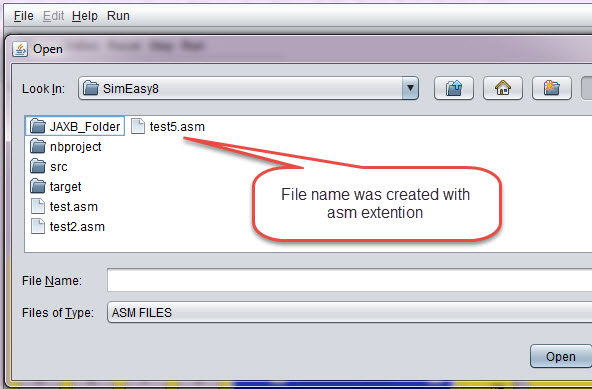 File Edit Help Run
Open
Look In: SimEasy8
JAXB_Folder test5.asm
nbproject
src
target
test.asm
test2.asm
File name was created with
asm extention
File Name:
Files of Type: ASM FILES
Open